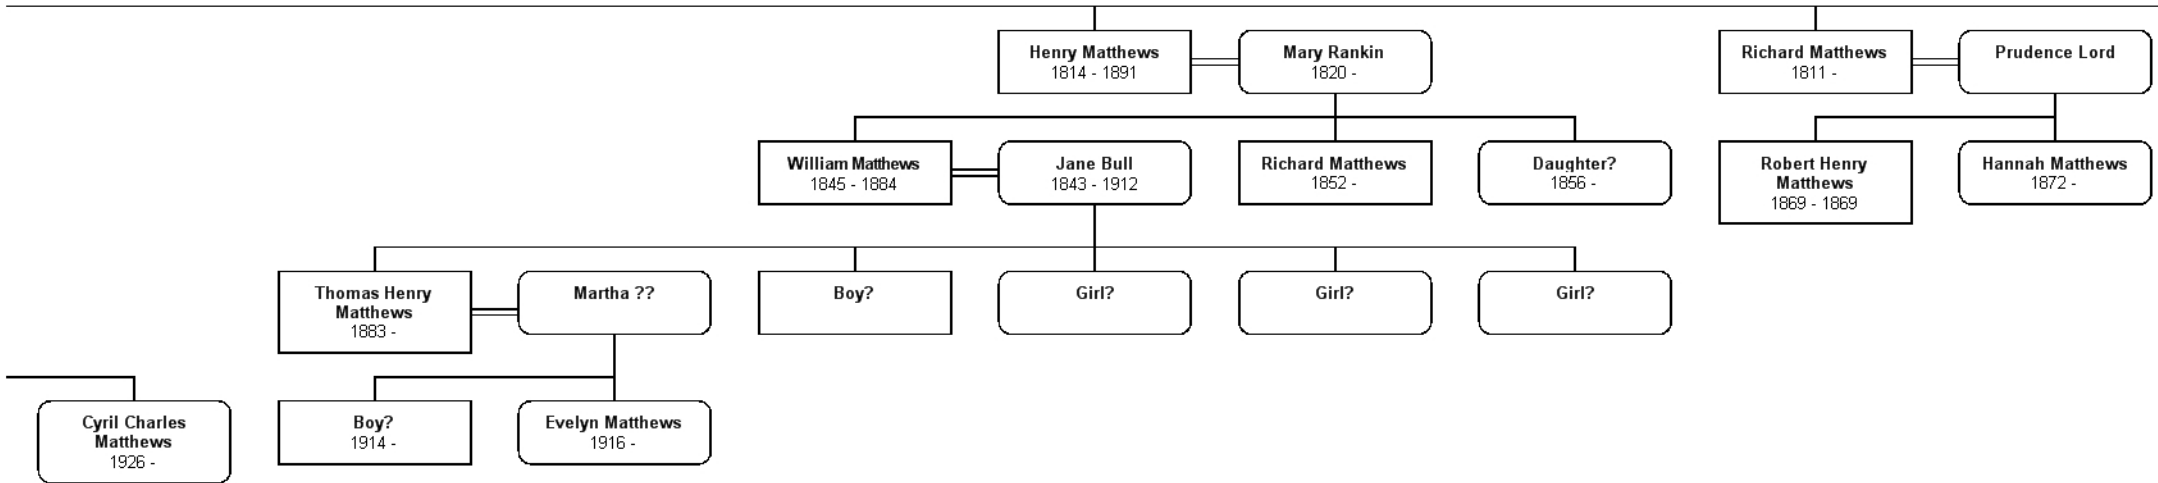 Henry Matthews
1814 - 1891
Mary Rankin
1820 -
Richard Matthews
1811 -
Prudence Lord
William Matthews
1845 - 1884
Jane Bull
1843 - 1912
Richard Matthews
1852 -
Daughter?
1856 -
Robert Henry
Matthews
1869 - 1869
Hannah Matthews
1872 -
Thomas Henry
Matthews
1883 -
Martha ??
Boy?
Girl?
Girl?
Girl?
Cyril Charles
Matthews
1926 -
Boy?
1914 -
Evelyn Matthews
1916 -